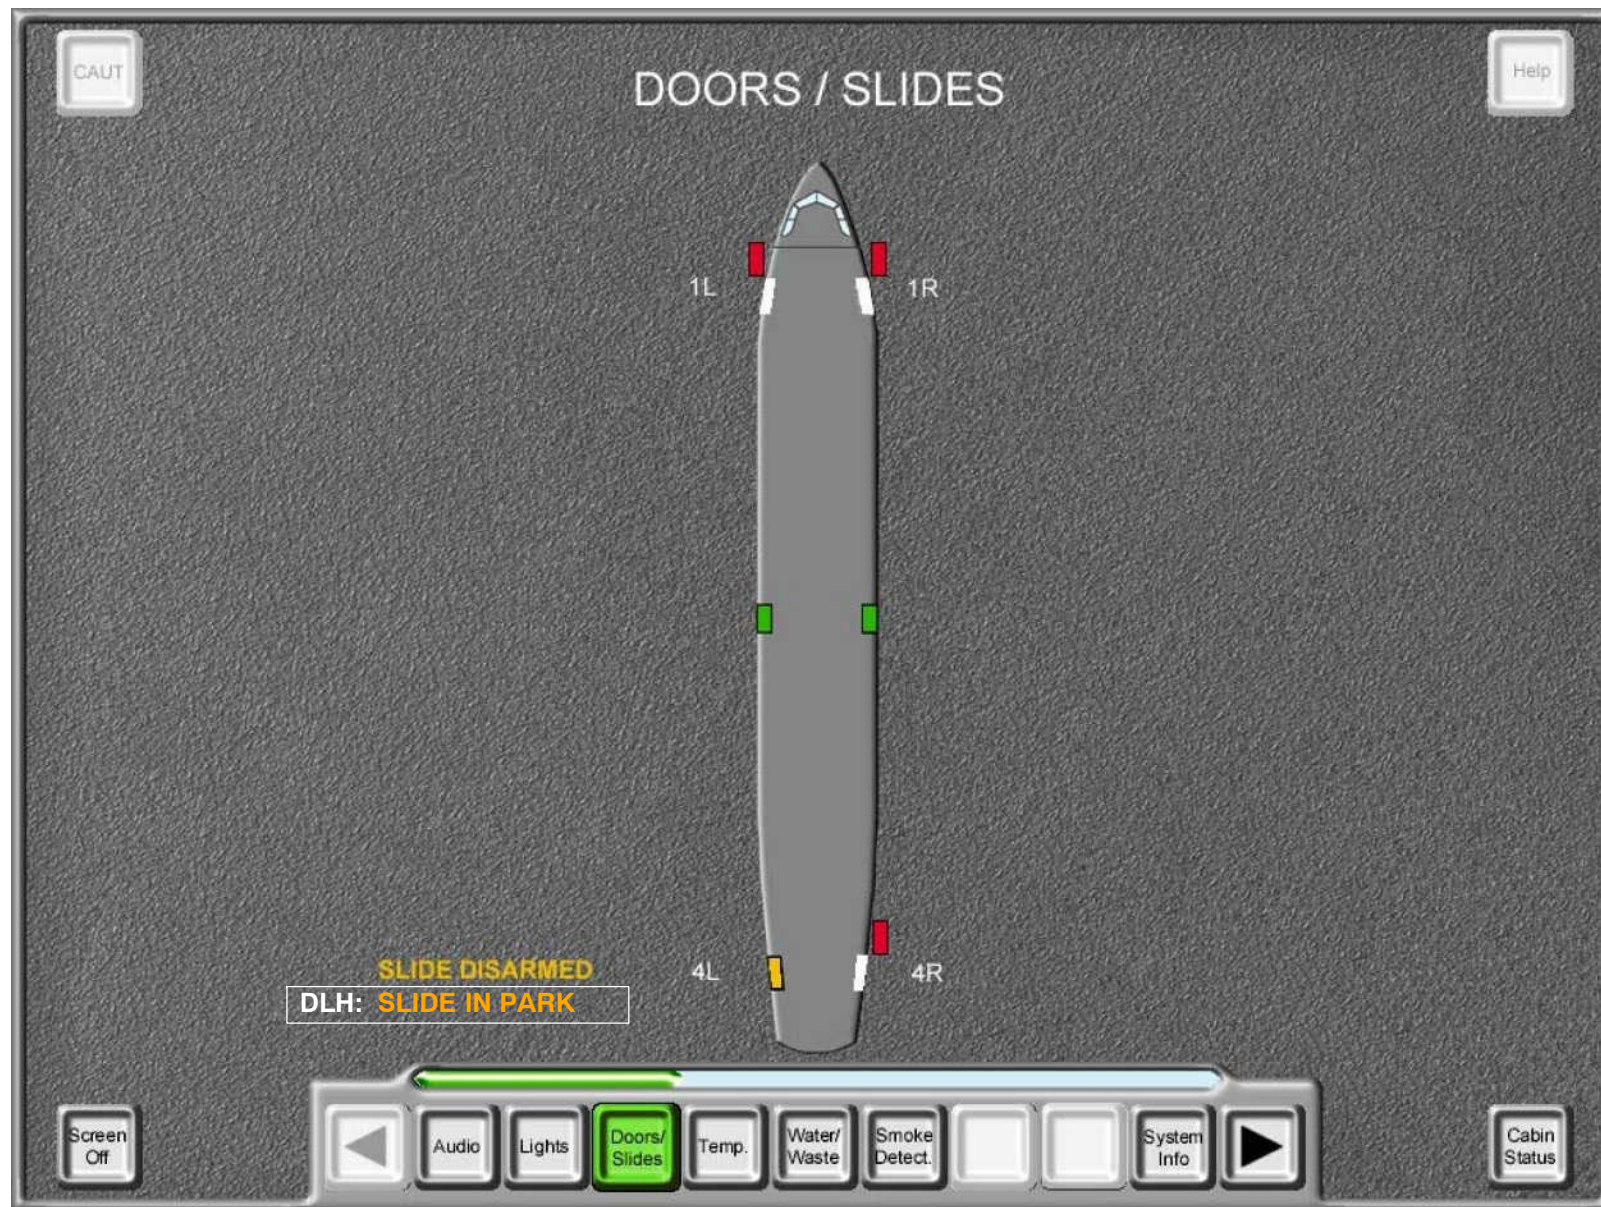 CAUT
DOORS / SLIDES
Help
1L
1R
SLIDE DISARMED
4L
4R
DLH: SLIDE IN PARK
Screen
Off
Audio
Lights
Doors/
Slides
Temp.
Water/
Waste
Smoke
Detect.
System
Info
Cabin
Status